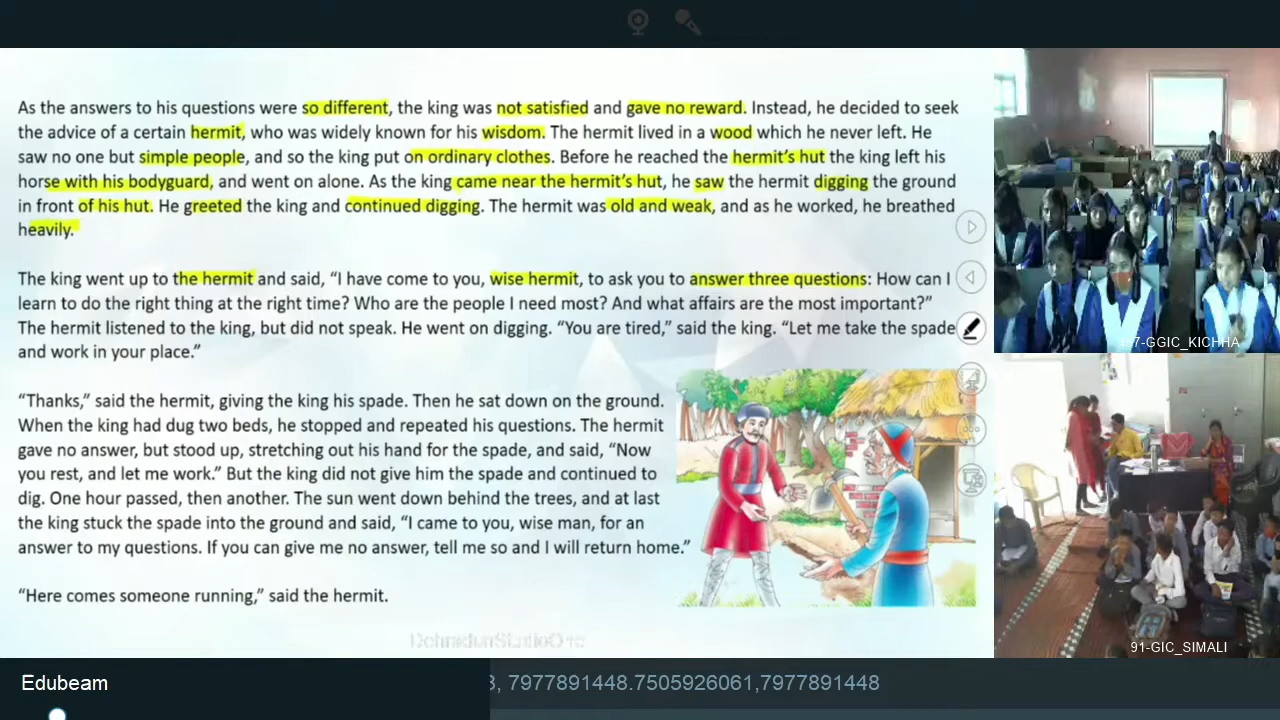 As the answers to his questions were so different, the king was not satisfied and gave no reward. Instead, he decided to seek
the advice of a certain hermit, who was widely known for his wisdom. The hermit lived in a wood which he never left. He
saw no one but simple people, and so the king put on ordinary clothes. Before he reached the hermit’s hut the king left his
horse with his bodyguard, and went on alone. As the king came near the hermit’s hut, he saw the hermit digging the ground
in front of his hut. He greeted the king and continued digging. The hermit was old and weak, and as he worked, he breathed
heavily.
The king went up to the hermit and said, “I have come to you, wise hermit, to ask you to answer three questions: How can I
learn to do the right thing at the right time? Who are the people I need most? And what affairs are the most important?”
The hermit listened to the king, but did not speak. He went on digging. “You are tired,” said the king. “Let me take the spade
and work in your place.”
“Thanks,” said the hermit, giving the king his spade. Then he sat down on the ground.
When the king had dug two beds, he stopped and repeated his questions. The hermit
gave no answer, but stood up, stretching out his hand for the spade, and said, “Now
you rest, and let me work.” But the king did not give him the spade and continued to
dig. One hour passed, then another. The sun went down behind the trees, and at last
the king stuck the spade into the ground and said, “I came to you, wise man, for an
answer to my questions. If you can give me no answer, tell me so and I will return home.”
“Here comes someone running,” said the hermit.
7-GGIC_KICHHA
91-GIC_SIMALI
DehradunStudioOne
Edubeam
, 7977891448.7505926061,7977891448